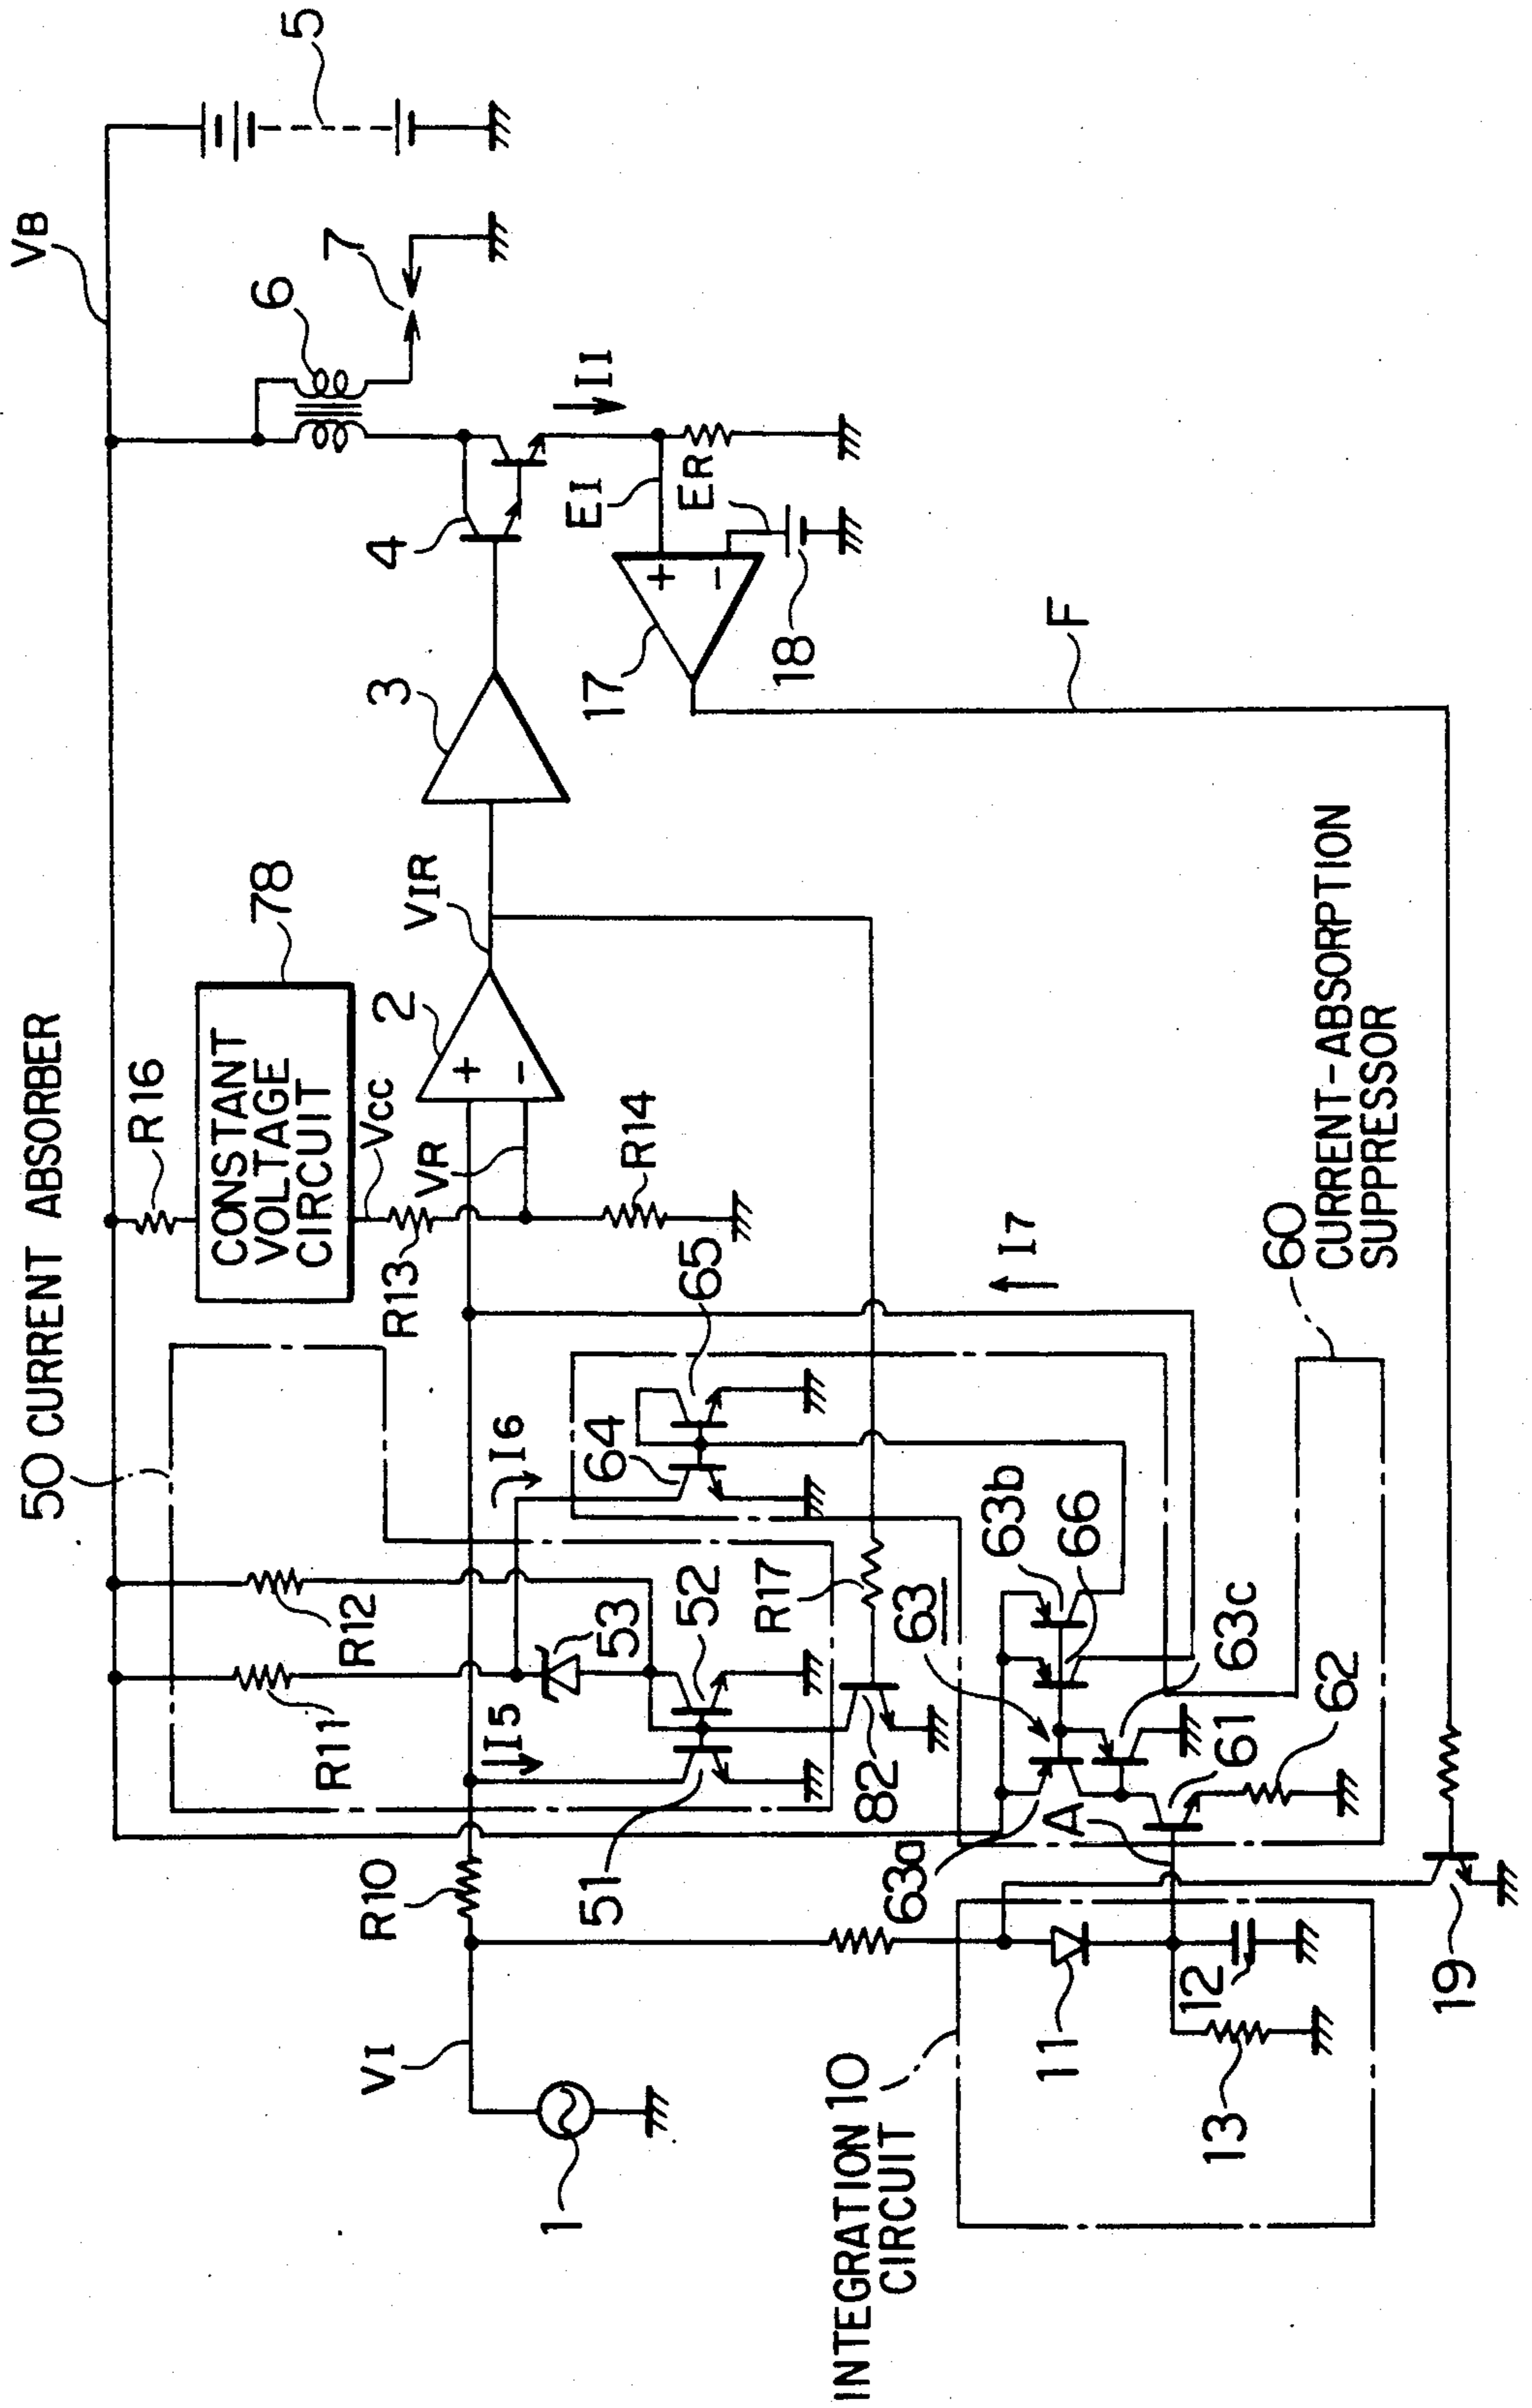 50 CURRENT ABSORBER
VB
5
R16
CONSTANT
VOLTAGE
CIRCUIT
78
6
7
R11
R12
R13
VCC
VR
2
VIR
3
4
II
EI
ER
17
18
R14
VI
R10
I5
I6
53
52
51
64
65
1
R17
82
I7
F
63
63a
63b
66
63c
A
61
62
60
CURRENT-ABSORPTION
SUPPRESSOR
INTEGRATION 10
CIRCUIT
11
12
13
19